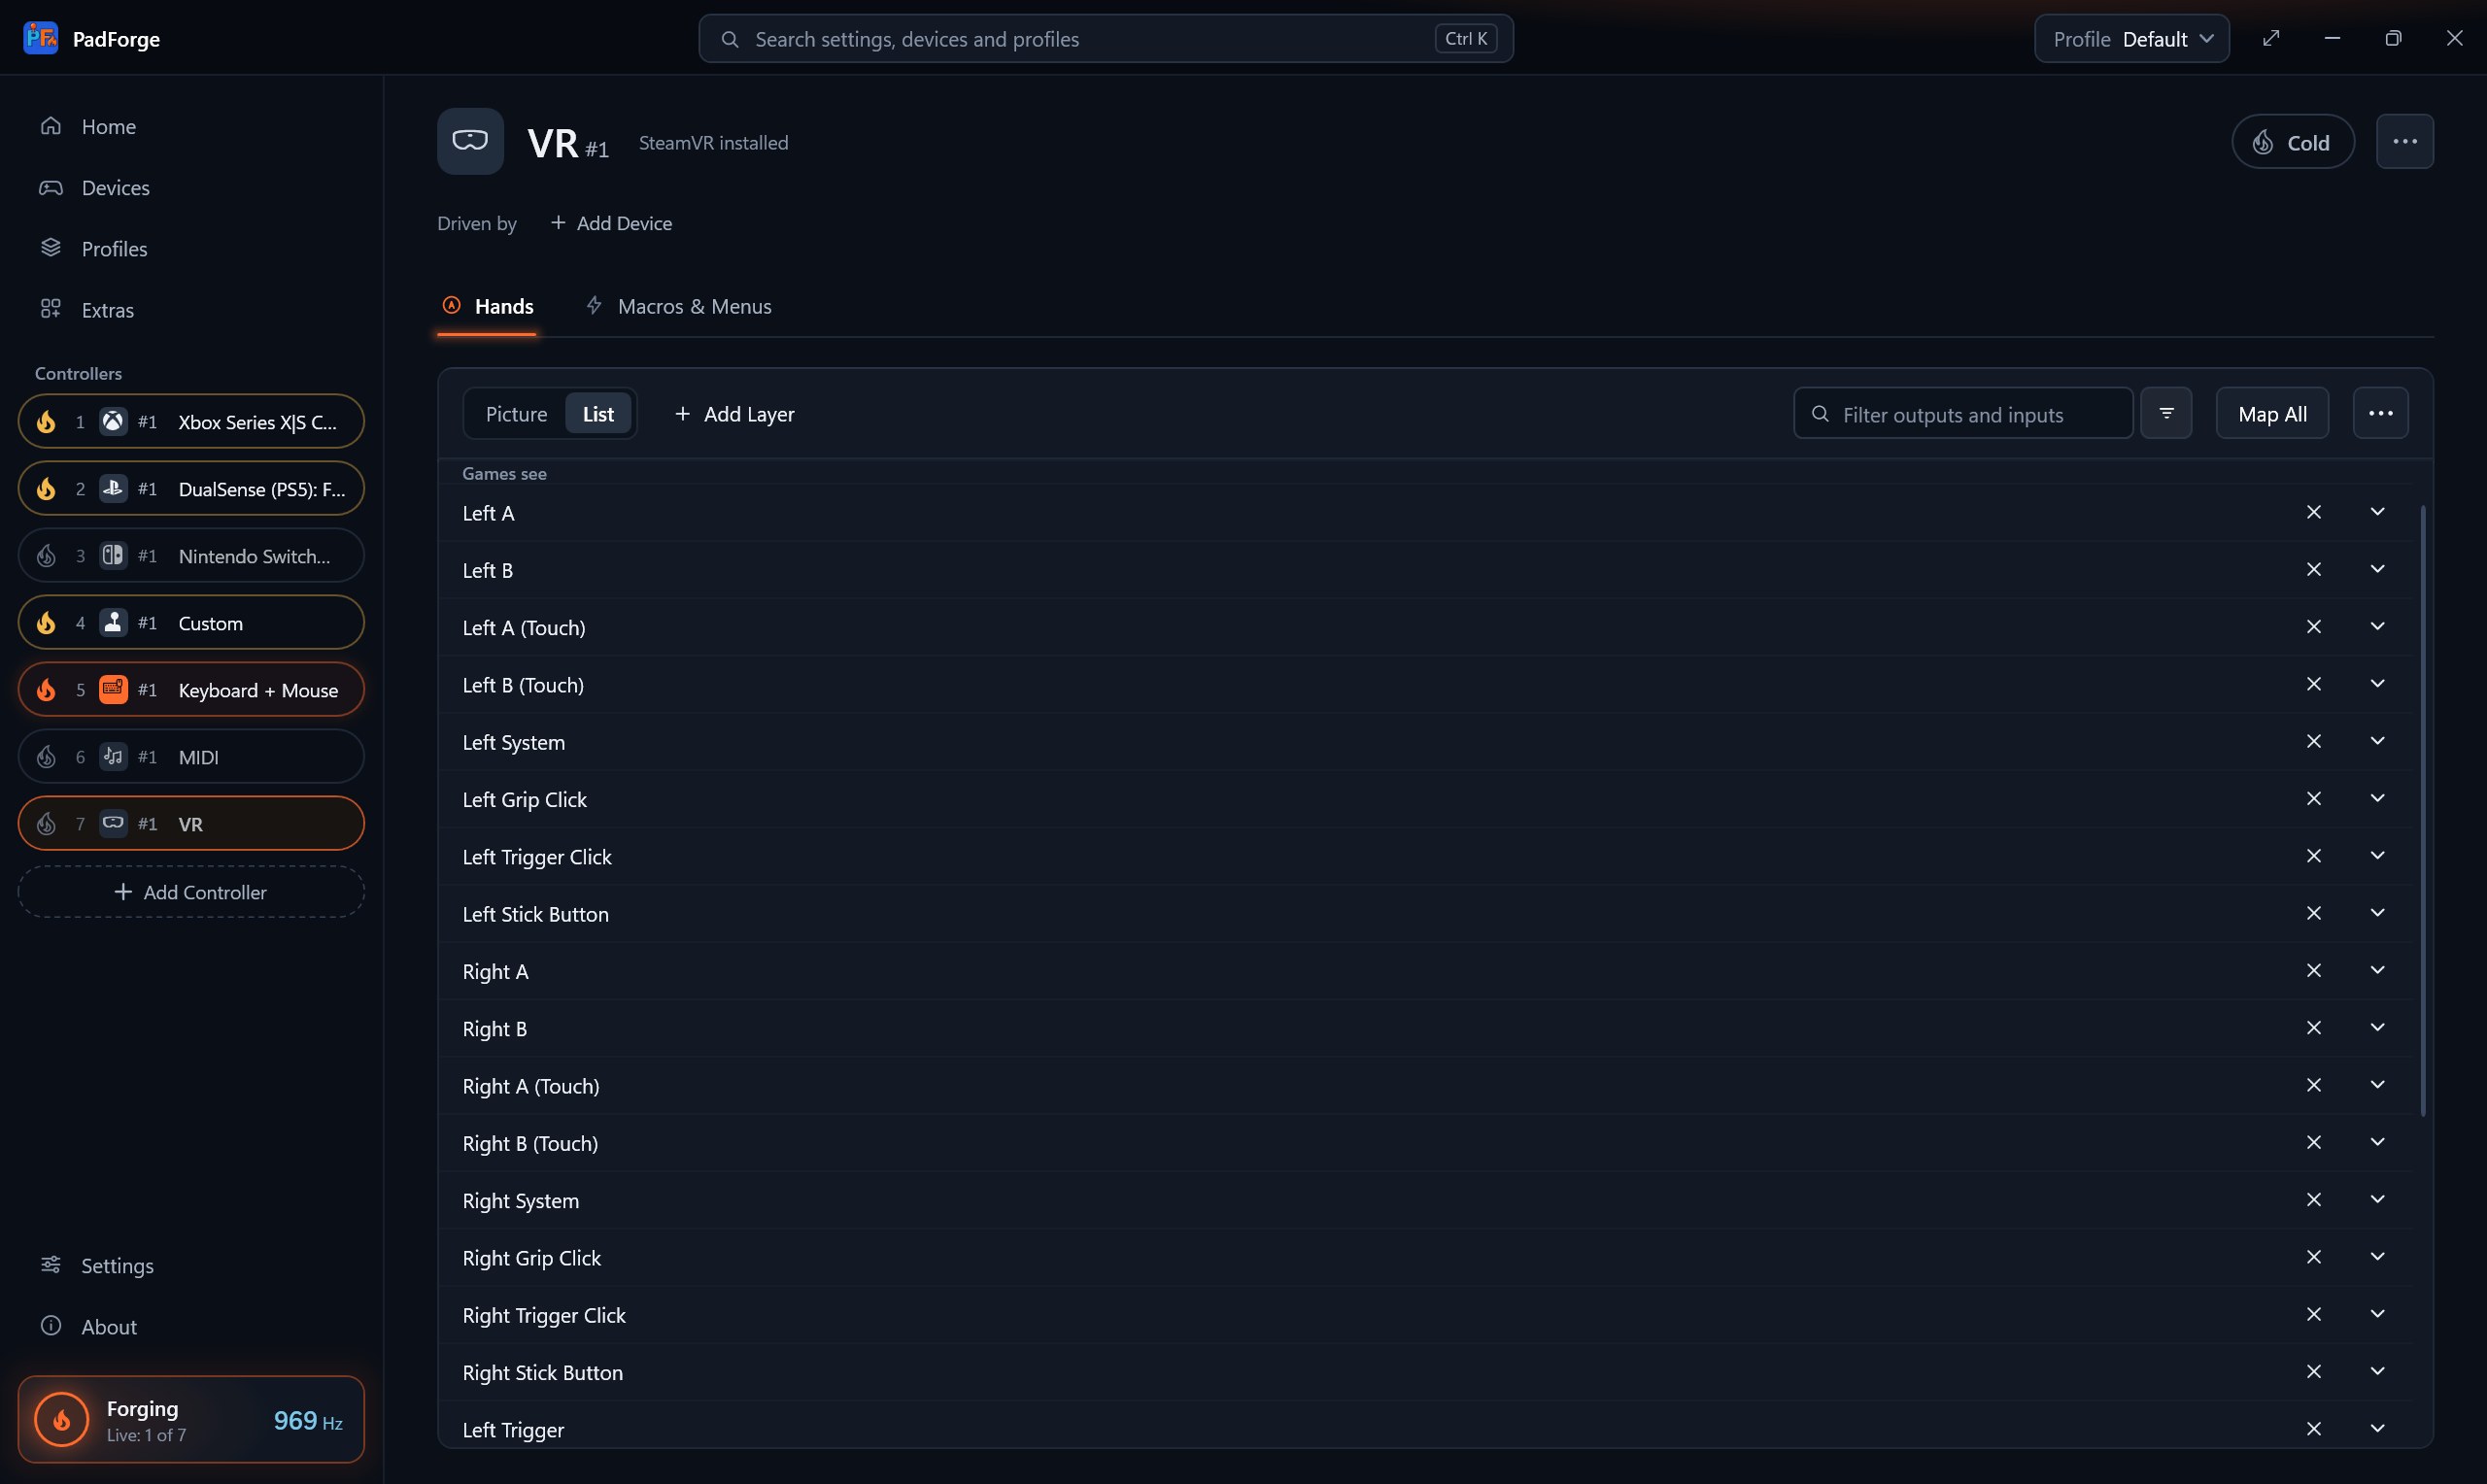 PadForge
Search settings, devices and profiles
Ctrl K
Profile Default
Home
Devices
Profiles
Extras
Controllers
1 #1 Xbox Series X|S C...
2 #1 DualSense (PS5): F...
3 #1 Nintendo Switch...
4 #1 Custom
5 #1 Keyboard + Mouse
6 #1 MIDI
7 #1 VR
Add Controller
Settings
About
Forging
Live: 1 of 7
969 Hz
VR #1
SteamVR installed
Cold
Driven by
Add Device
Hands
Macros & Menus
Picture
List
Add Layer
Filter outputs and inputs
Map All
Games see
Left A
Left B
Left A (Touch)
Left B (Touch)
Left System
Left Grip Click
Left Trigger Click
Left Stick Button
Right A
Right B
Right A (Touch)
Right B (Touch)
Right System
Right Grip Click
Right Trigger Click
Right Stick Button
Left Trigger